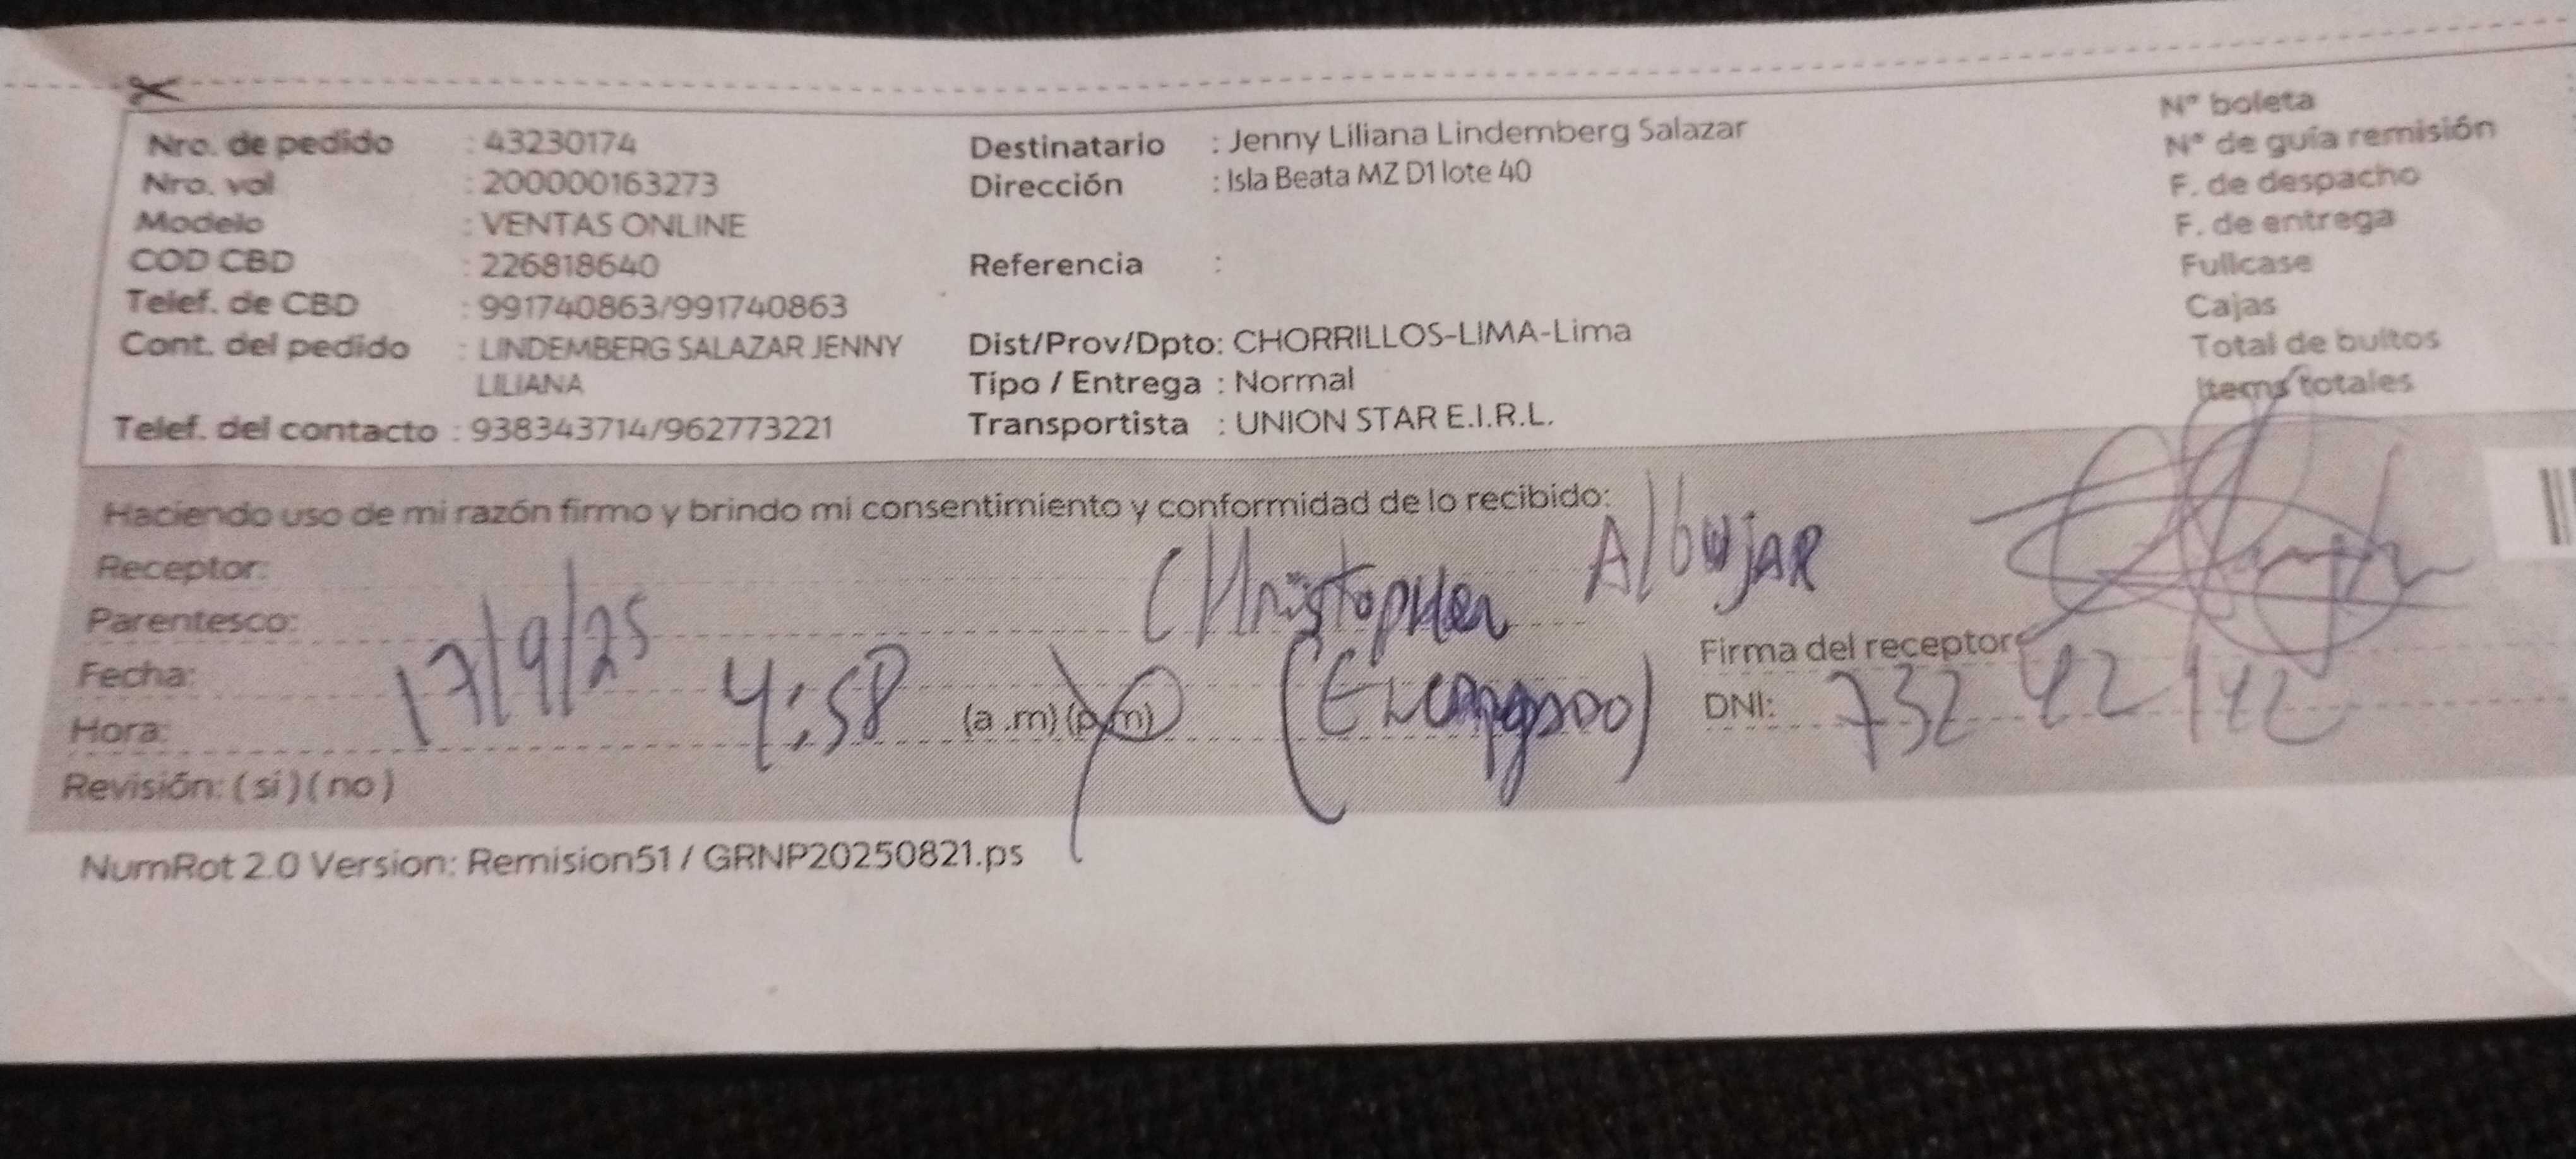 Nro. de pedido : 43230174
Nro. val : 200000163273
Modelo : VENTAS ONLINE
COD CBD : 226818640
Telef. de CBD : 991740863/991740863
Cont. del pedido : LINDEMBERG SALAZAR JENNY
LILIANA
Telef. del contacto : 938343714/962773221
Destinatario : Jenny Liliana Lindemberg Salazar
Dirección : Isla Beata MZ D1 lote 40
Referencia :
Dist/Prov/Dpto: CHORRILLOS-LIMA-Lima
Tipo / Entrega : Normal
Transportista : UNION STAR E.I.R.L.
N° boleta
N° de guía remisión
F. de despacho
F. de entrega
Fullcase
Cajas
Total de bultos
Items totales
Haciendo uso de mi razón firmo y brindo mi consentimiento y conformidad de lo recibido:
Receptor:
Christopher Albujar
Parentesco:
(Encargado)
Fecha: 17/9/25
Hora: 4:58 (a .m) (p.m)
Revisión: ( si ) ( no )
Firma del receptor
DNI: 73242142
NumRot 2.0 Version: Remision51 / GRNP20250821.ps